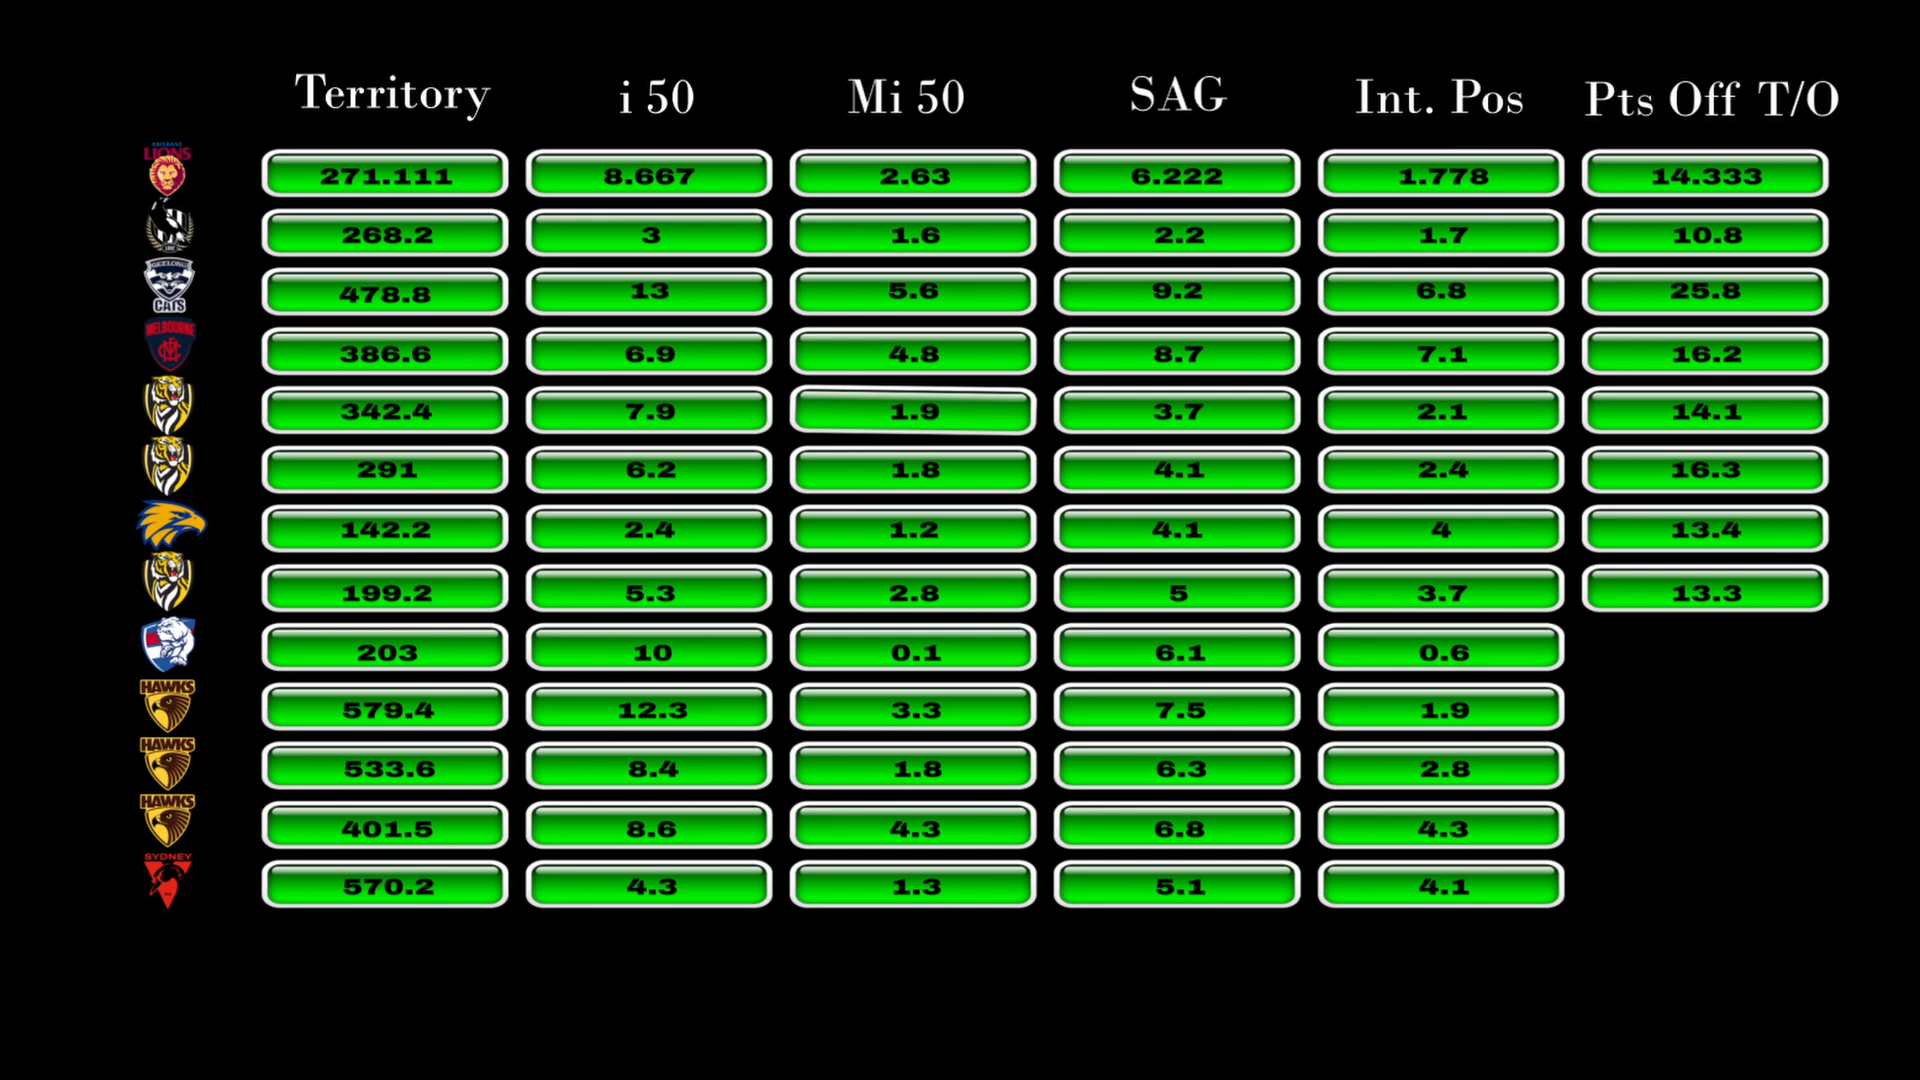 Territory i 50 Mi 50 SAG Int. Pos Pts Off T/O
BRISBANE
LIONS
271.111 8.667 2.63 6.222 1.778 14.333
268.2 3 1.6 2.2 1.7 10.8
GEELONG
CATS
478.8 13 5.6 9.2 6.8 25.8
MELBOURNE
386.6 6.9 4.8 8.7 7.1 16.2
342.4 7.9 1.9 3.7 2.1 14.1
291 6.2 1.8 4.1 2.4 16.3
142.2 2.4 1.2 4.1 4 13.4
199.2 5.3 2.8 5 3.7 13.3
203 10 0.1 6.1 0.6
HAWKS
579.4 12.3 3.3 7.5 1.9
HAWKS
533.6 8.4 1.8 6.3 2.8
HAWKS
401.5 8.6 4.3 6.8 4.3
SYDNEY
570.2 4.3 1.3 5.1 4.1